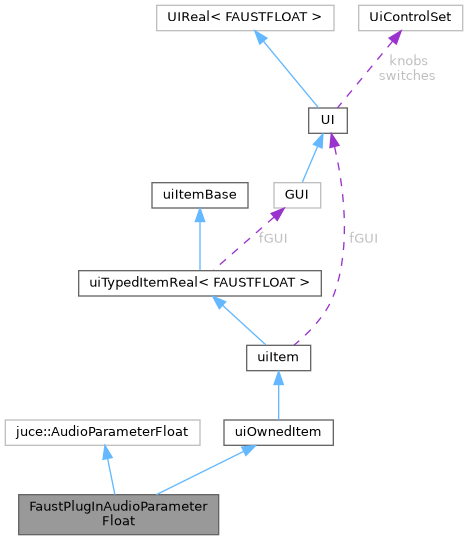 UIReal< FAUSTFLOAT >
UiControlSet
knobs
switches
UI
uiItemBase
GUI
fGUI
fGUI
uiTypedItemReal< FAUSTFLOAT >
uiItem
juce::AudioParameterFloat
uiOwnedItem
FaustPlugInAudioParameter
Float